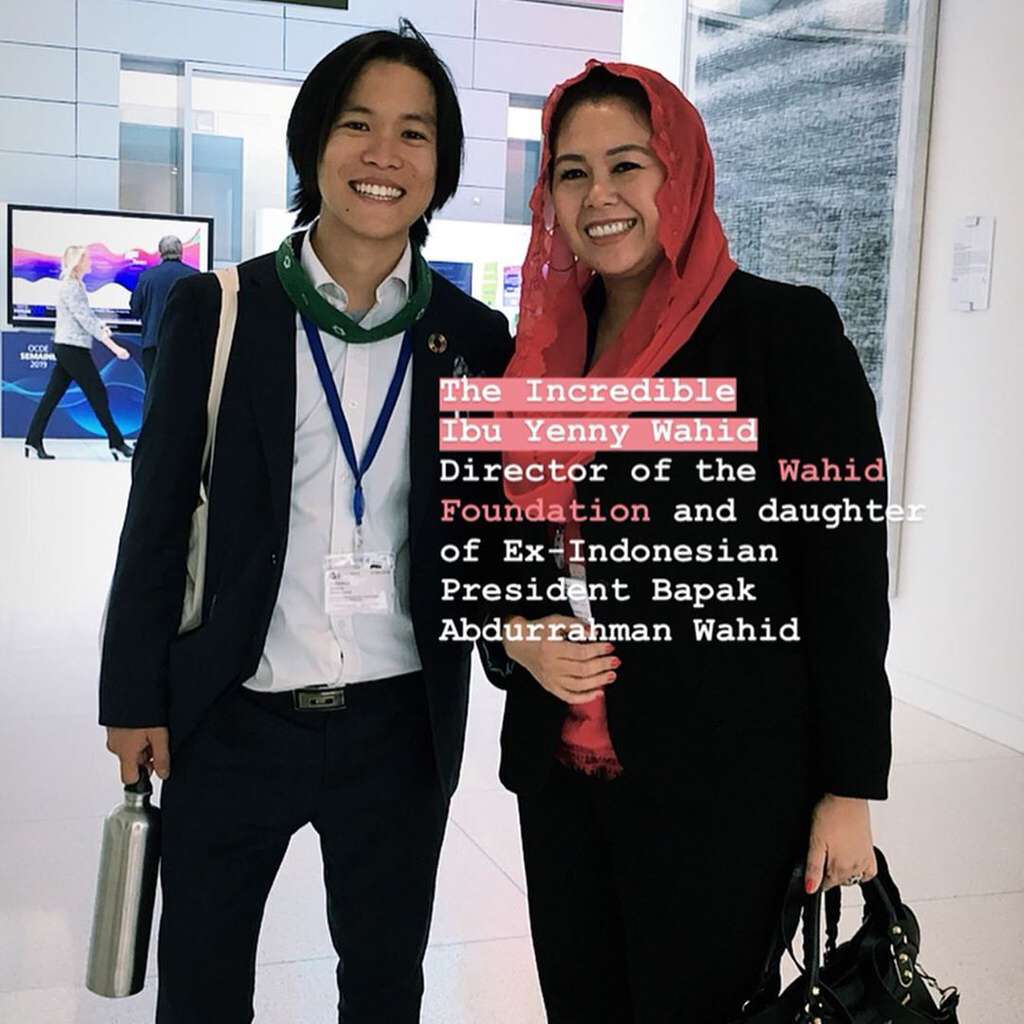 OCDE
SEMAINE
2019
The Incredible
Ibu Yenny Wahid
Director of the Wahid
Foundation and daughter
of Ex-Indonesian
President Bapak
Abdurrahman Wahid